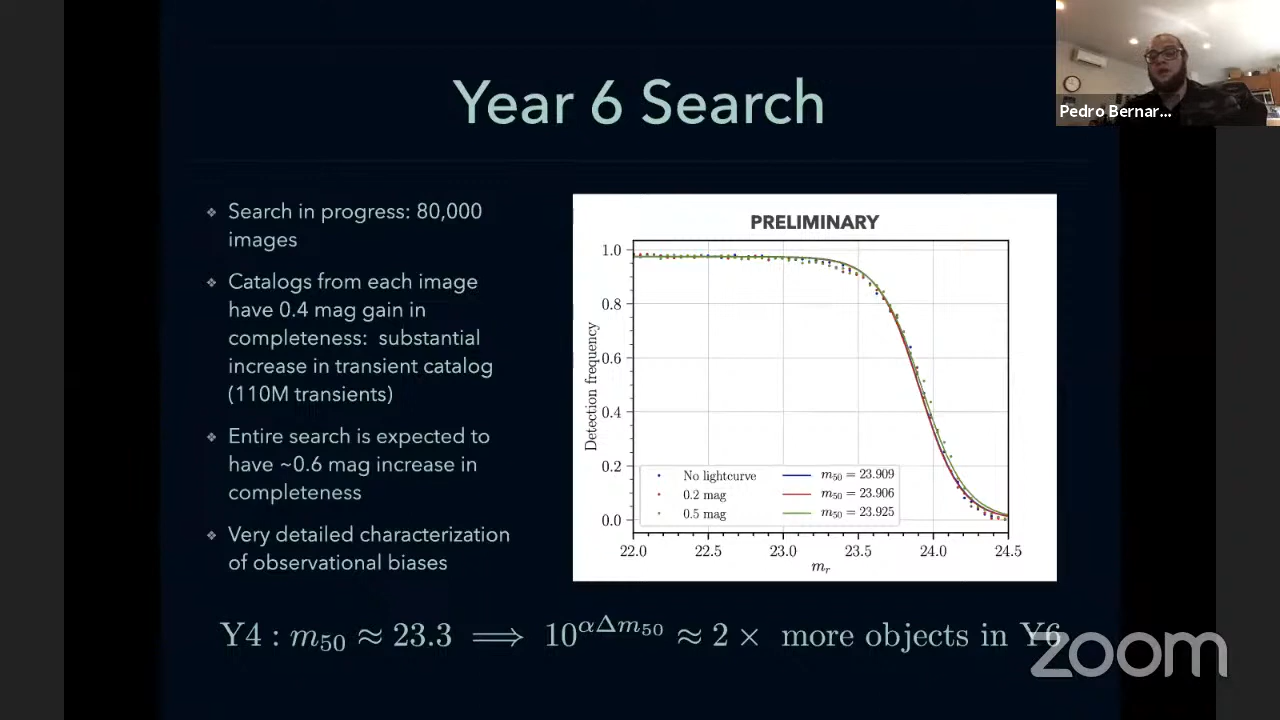 Year 6 Search
Pedro Bernar...
❖ Search in progress: 80,000
images
❖ Catalogs from each image
have 0.4 mag gain in
completeness: substantial
increase in transient catalog
(110M transients)
❖ Entire search is expected to
have ~0.6 mag increase in
completeness
❖ Very detailed characterization
of observational biases
PRELIMINARY
Detection frequency
1.0
0.8
0.6
0.4
0.2
0.0
No lightcurve m₅₀ = 23.909
0.2 mag m₅₀ = 23.906
0.5 mag m₅₀ = 23.925
22.0 22.5 23.0 23.5 24.0 24.5
mᵣ
Y4 : m₅₀ ≈ 23.3 ⟹ 10^{αΔm₅₀} ≈ 2 × more objects in Y6
zoom